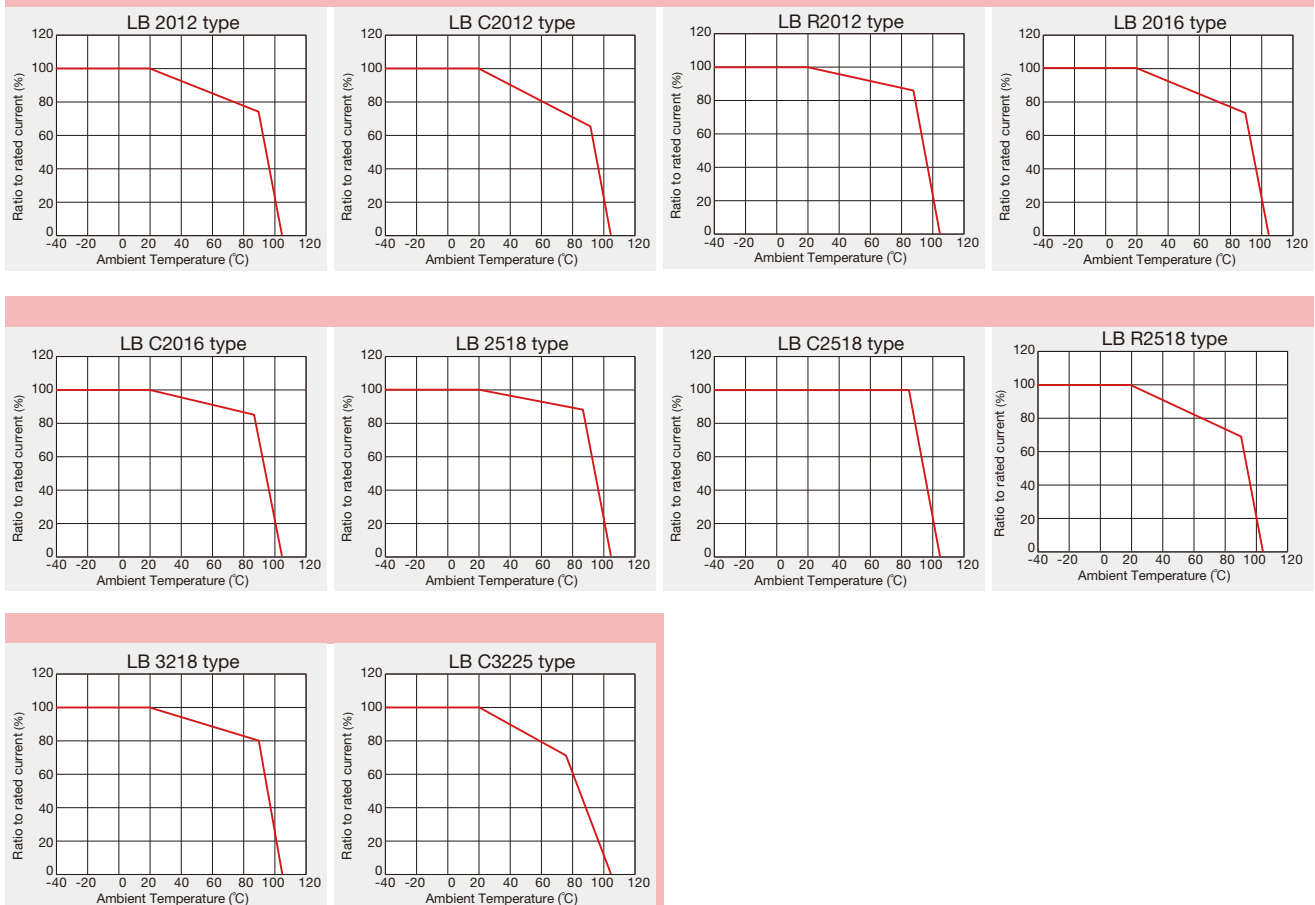 LB 2012 type
120
100
80
60
40
20
0
Ratio to rated current (%)
-40 -20 0 20 40 60 80 100 120
Ambient Temperature (℃)
LB C2012 type
120
100
80
60
40
20
0
Ratio to rated current (%)
-40 -20 0 20 40 60 80 100 120
Ambient Temperature (℃)
LB R2012 type
120
100
80
60
40
20
0
Ratio to rated current (%)
-40 -20 0 20 40 60 80 100 120
Ambient Temperature (℃)
LB 2016 type
120
100
80
60
40
20
0
Ratio to rated current (%)
-40 -20 0 20 40 60 80 100 120
Ambient Temperature (℃)
LB C2016 type
120
100
80
60
40
20
0
Ratio to rated current (%)
-40 -20 0 20 40 60 80 100 120
Ambient Temperature (℃)
LB 2518 type
120
100
80
60
40
20
0
Ratio to rated current (%)
-40 -20 0 20 40 60 80 100 120
Ambient Temperature (℃)
LB C2518 type
120
100
80
60
40
20
0
Ratio to rated current (%)
-40 -20 0 20 40 60 80 100 120
Ambient Temperature (℃)
LB R2518 type
120
100
80
60
40
20
0
Ratio to rated current (%)
-40 -20 0 20 40 60 80 100 120
Ambient Temperature (℃)
LB 3218 type
120
100
80
60
40
20
0
Ratio to rated current (%)
-40 -20 0 20 40 60 80 100 120
Ambient Temperature (℃)
LB C3225 type
120
100
80
60
40
20
0
Ratio to rated current (%)
-40 -20 0 20 40 60 80 100 120
Ambient Temperature (℃)